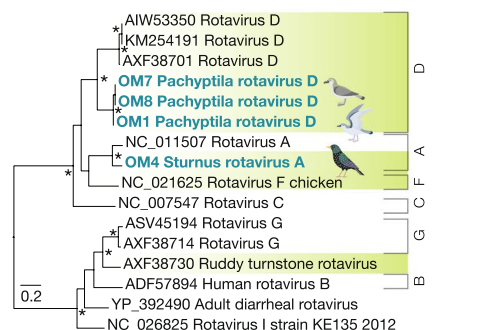 AIW53350 Rotavirus D
KM254191 Rotavirus D
AXF38701 Rotavirus D
OM7 Pachyptila rotavirus D
OM8 Pachyptila rotavirus D
OM1 Pachyptila rotavirus D
D
NC_011507 Rotavirus A
OM4 Sturnus rotavirus A
A
NC_021625 Rotavirus F chicken
F
NC_007547 Rotavirus C
C
ASV45194 Rotavirus G
AXF38714 Rotavirus G
G
AXF38730 Ruddy turnstone rotavirus
ADF57894 Human rotavirus B
B
0.2
YP_392490 Adult diarrheal rotavirus
NC_026825 Rotavirus I strain KE135 2012